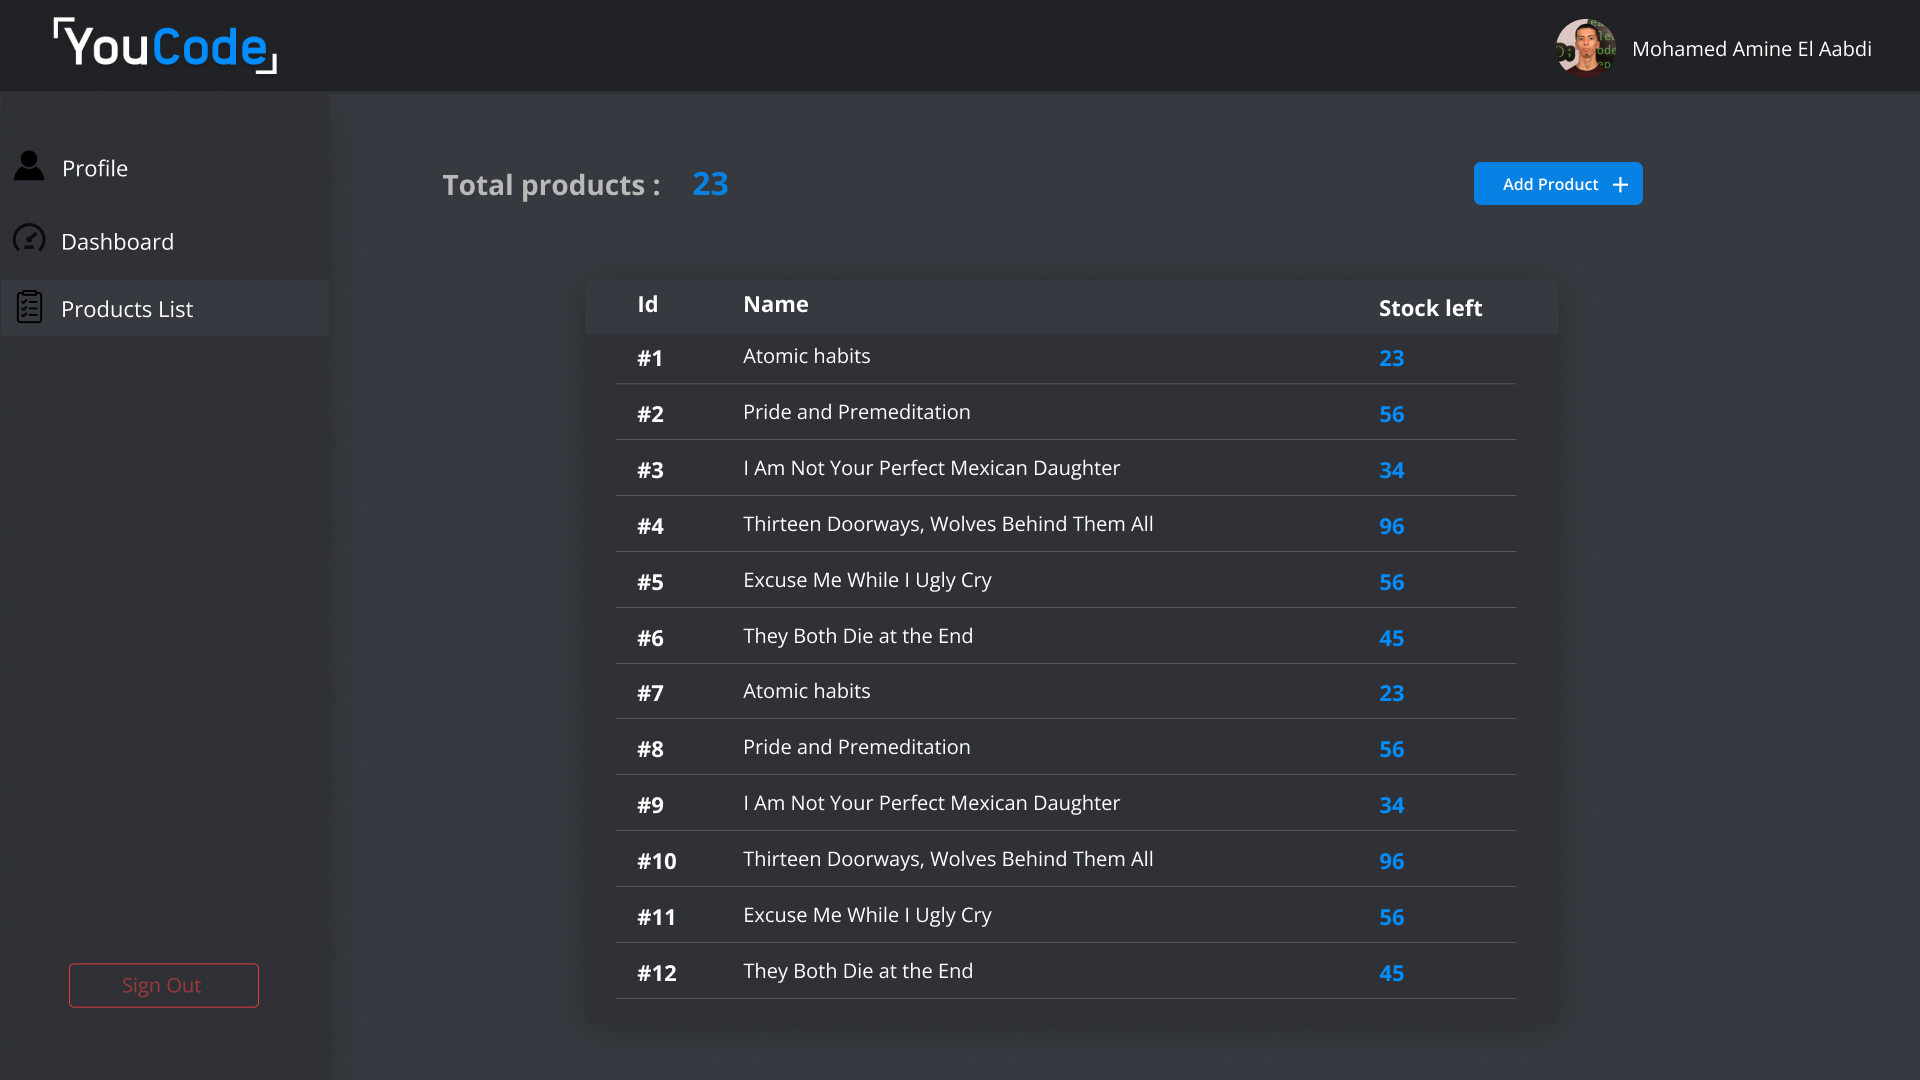 YouCode
Mohamed Amine El Aabdi
Profile
Dashboard
Products List
Sign Out
Total products : 23
Add Product +
Id Name Stock left
#1 Atomic habits 23
#2 Pride and Premeditation 56
#3 I Am Not Your Perfect Mexican Daughter 34
#4 Thirteen Doorways, Wolves Behind Them All 96
#5 Excuse Me While I Ugly Cry 56
#6 They Both Die at the End 45
#7 Atomic habits 23
#8 Pride and Premeditation 56
#9 I Am Not Your Perfect Mexican Daughter 34
#10 Thirteen Doorways, Wolves Behind Them All 96
#11 Excuse Me While I Ugly Cry 56
#12 They Both Die at the End 45